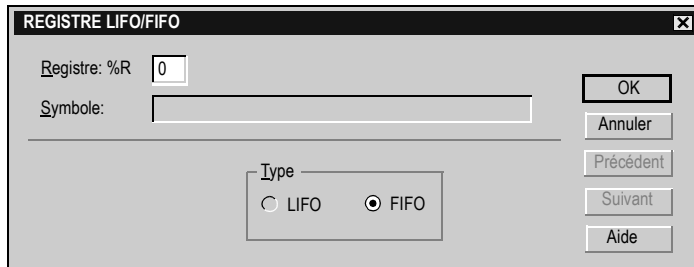 REGISTRE LIFO/FIFO
Registre: %R 0
Symbole:
Type
LIFO FIFO
OK
Annuler
Précédent
Suivant
Aide